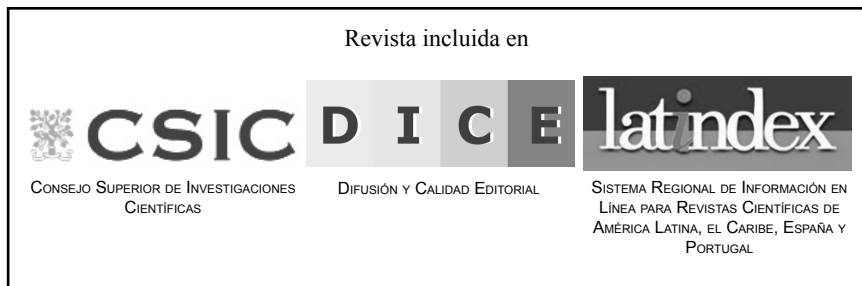 Revista incluida en
CSIC
Consejo Superior de Investigaciones
Científicas
D I C E
Difusión y Calidad Editorial
latindex
Sistema Regional de Información en
Línea para Revistas Científicas de
América Latina, el Caribe, España y
Portugal